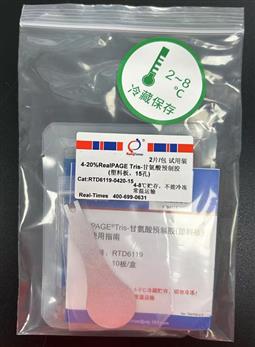 2~8
℃
冷藏保存
RealTimes
2片/包 试用装
4-20%RealPAGE Tris-甘氨酸预制胶
(塑料板, 15孔)
Cat:RTD6119-0420-15
4-8℃贮存，不能冷冻
常温运输
Real-Times 400-699-0631
PAGE®Tris-甘氨酸预制胶(塑料板)
使用指南
RTD6119
10板/盒